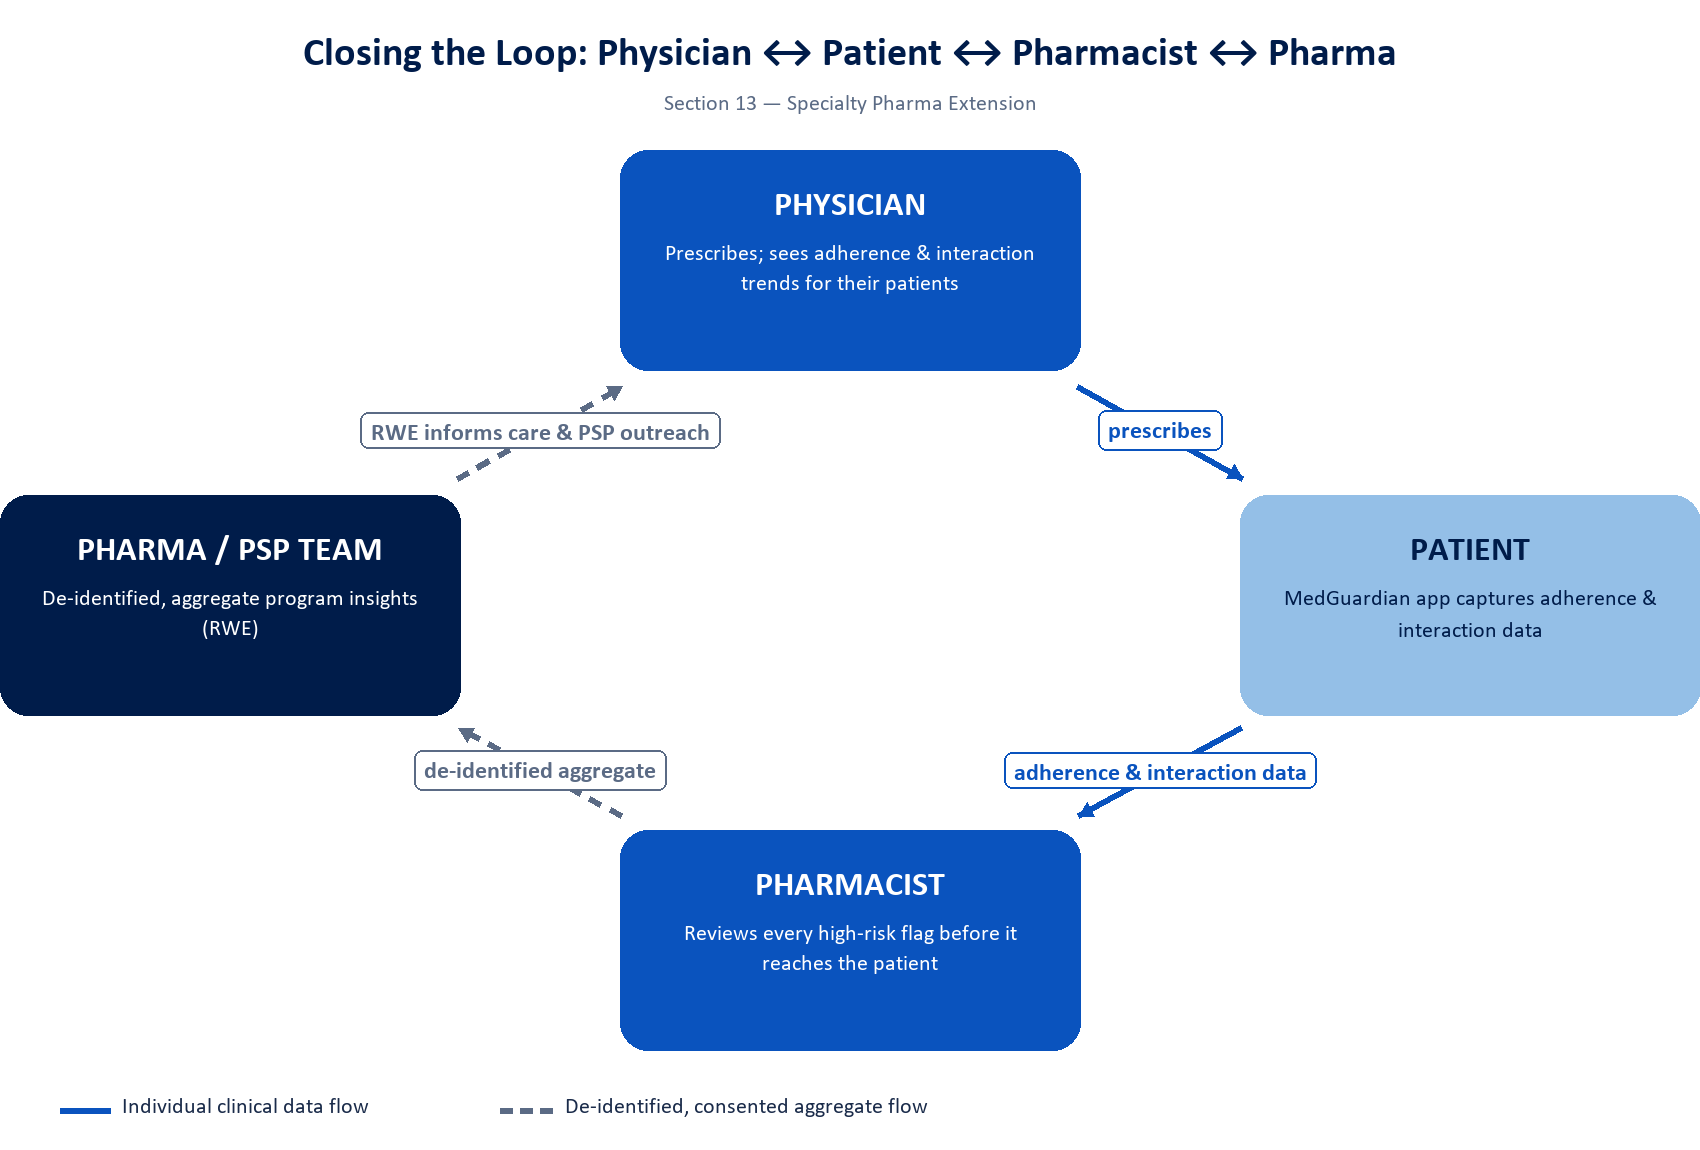 Closing the Loop: Physician ↔ Patient ↔ Pharmacist ↔ Pharma
Section 13 — Specialty Pharma Extension
PHYSICIAN
Prescribes; sees adherence & interaction
trends for their patients
RWE informs care & PSP outreach
prescribes
PHARMA / PSP TEAM
De-identified, aggregate program insights
(RWE)
PATIENT
MedGuardian app captures adherence &
interaction data
de-identified aggregate
adherence & interaction data
PHARMACIST
Reviews every high-risk flag before it
reaches the patient
Individual clinical data flow
De-identified, consented aggregate flow